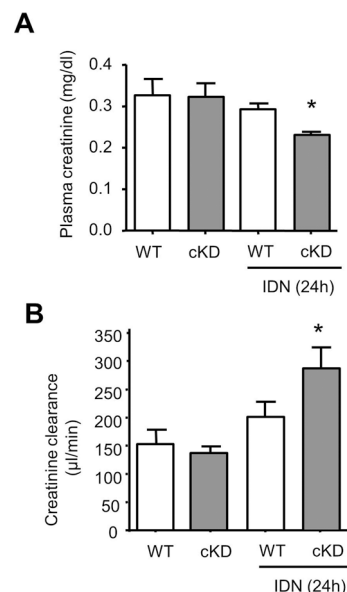 A
Plasma creatinine (mg/dl)
0.4
0.3
0.2
0.1
0.0
*
WT cKD WT cKD
IDN (24h)
B
Creatinine clearance
(µl/min)
350
300
250
200
150
100
50
0
*
WT cKD WT cKD
IDN (24h)